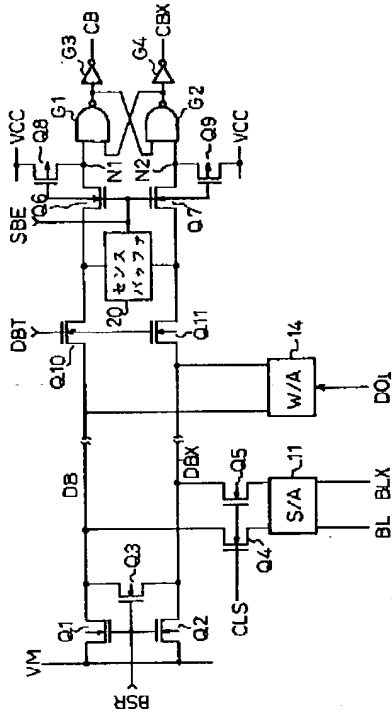 VM
BSR
Q1
Q2
Q3
DB
DBX
CLS
Q4
Q5
S/A
11
BL
BLX
W/A
14
DO1
DBT
Q10
Q11
センス
バッファ
20
SBE
Q6
Q7
N1
N2
VCC
Q8
Q9
VCC
G1
G2
G3
G4
CB
CBX